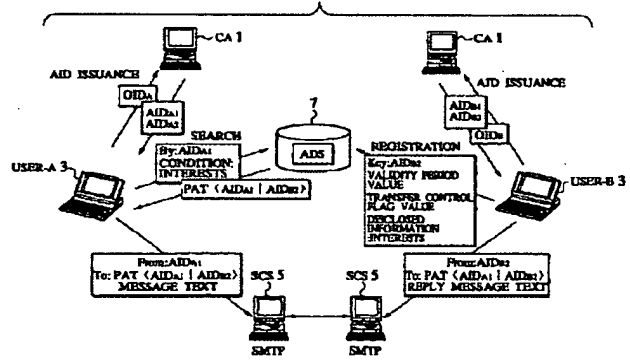 CA 1
CA 1
AID ISSUANCE
AID ISSUANCE
OIDA
AIDA1
AIDA2
AIDB1
AIDB2
OIDB
7
ADS
SEARCH
By:AIDA1
CONDITION:
INTERESTS
PAT <AIDA1 | AIDB2>
REGISTRATION
Key:AIDB2
VALIDITY PERIOD
VALUE
TRANSFER CONTROL
FLAG VALUE
DISCLOSED
INFORMATION
:INTERESTS
USER-A 3
USER-B 3
From:AIDA1
To: PAT <AIDA1 | AIDB2>
MESSAGE TEXT
From:AIDB2
To: PAT <AIDA1 | AIDB2>
REPLY MESSAGE TEXT
SCS 5
SCS 5
SMTP
SMTP